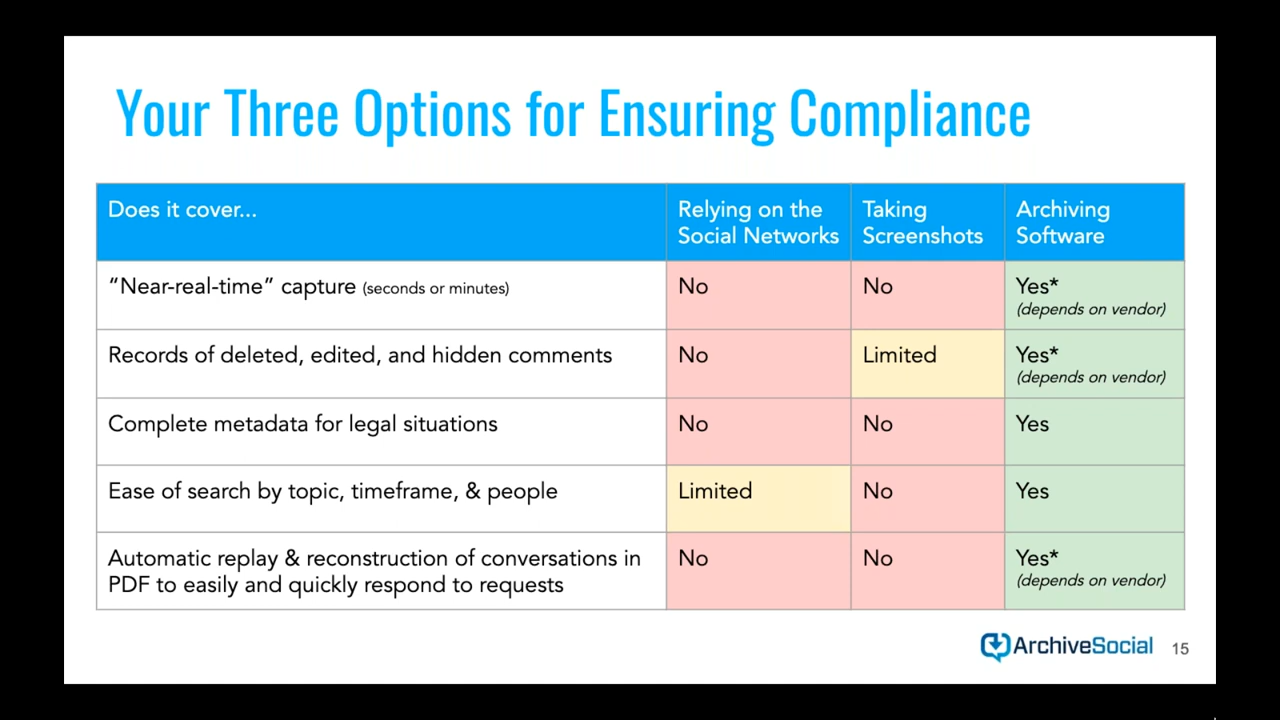 Your Three Options for Ensuring Compliance
Does it cover...
Relying on the
Social Networks
Taking
Screenshots
Archiving
Software
“Near-real-time” capture (seconds or minutes)
No
No
Yes*
(depends on vendor)
Records of deleted, edited, and hidden comments
No
Limited
Yes*
(depends on vendor)
Complete metadata for legal situations
No
No
Yes
Ease of search by topic, timeframe, & people
Limited
No
Yes
Automatic replay & reconstruction of conversations in
PDF to easily and quickly respond to requests
No
No
Yes*
(depends on vendor)
ArchiveSocial
15